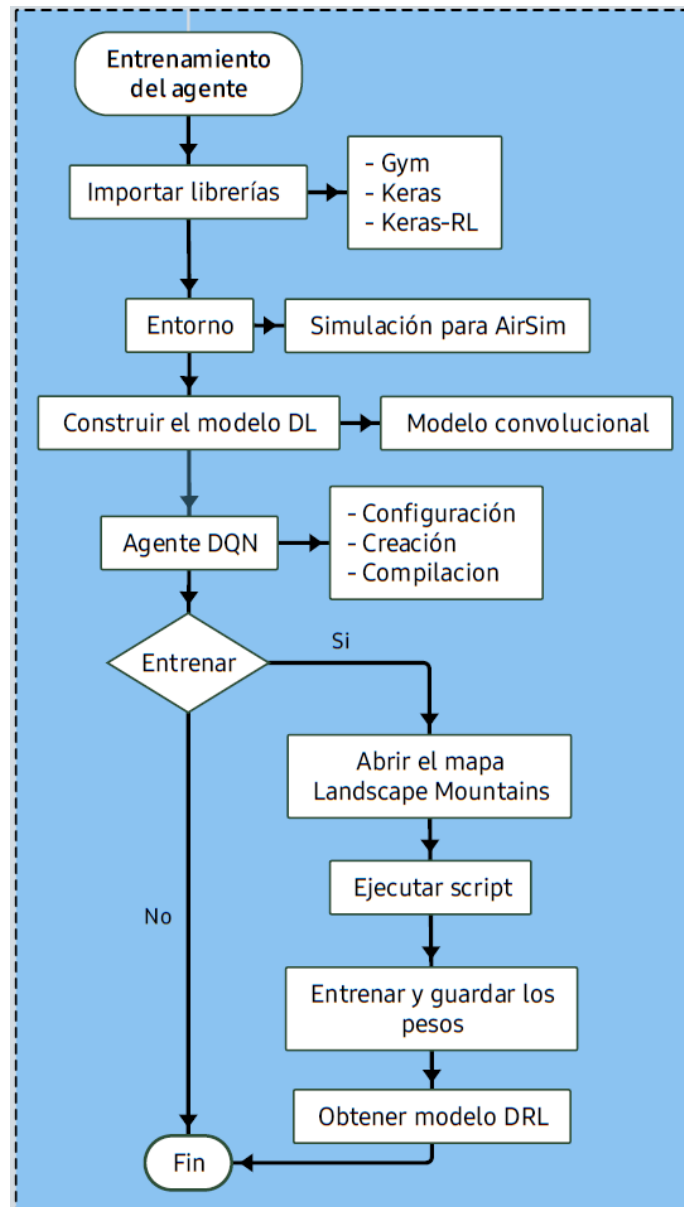 Entrenamiento
del agente
Importar librerías
- Gym
- Keras
- Keras-RL
Entorno
Simulación para AirSim
Construir el modelo DL
Modelo convolucional
Agente DQN
- Configuración
- Creación
- Compilacion
Entrenar
Si
Abrir el mapa
Landscape Mountains
Ejecutar script
No
Entrenar y guardar los
pesos
Obtener modelo DRL
Fin